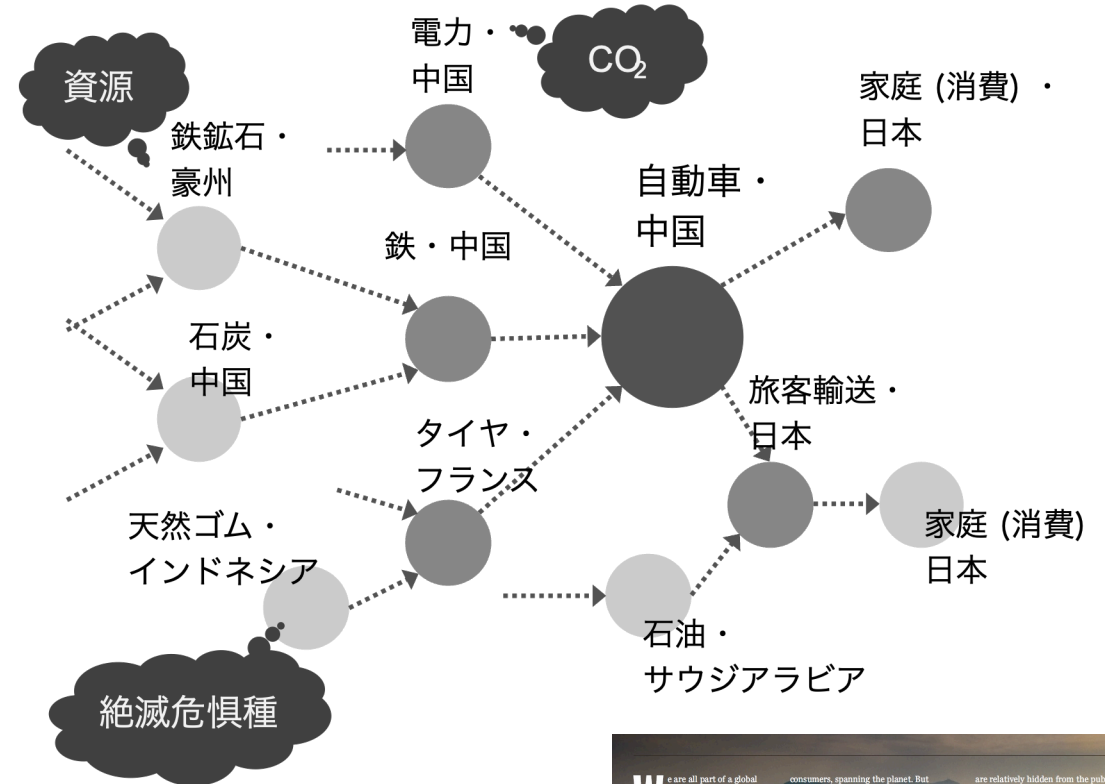 電力・
中国
CO₂
資源
家庭 (消費) ・
日本
鉄鉱石・
豪州
自動車・
中国
鉄・中国
石炭・
中国
旅客輸送・
日本
タイヤ・
フランス
天然ゴム・
インドネシア
家庭 (消費)
日本
石油・
サウジアラビア
絶滅危惧種
We are all part of a global
consumers, spanning the planet. But
are relatively hidden from the pub